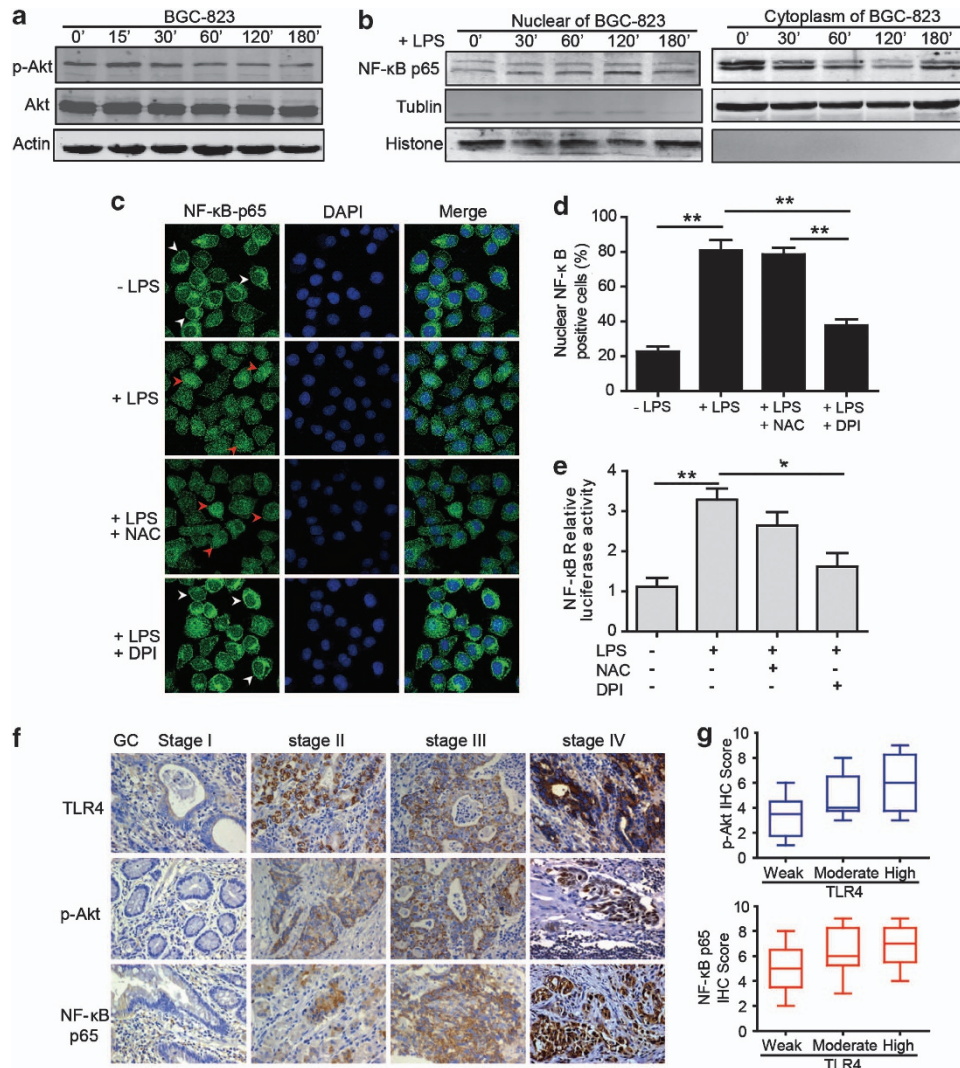 a
BGC-823
0' 15' 30' 60' 120' 180'
p-Akt
Akt
Actin
b
Nuclear of BGC-823
Cytoplasm of BGC-823
+ LPS
0' 30' 60' 120' 180'
0' 30' 60' 120' 180'
NF-κB p65
Tublin
Histone
c
NF-κB-p65 DAPI Merge
- LPS
+ LPS
+ LPS
+ NAC
+ LPS
+ DPI
d
Nuclear NF-κ B
positive cells (%)
100
80
60
40
20
0
** ** **
- LPS + LPS + LPS + LPS
+ NAC + DPI
e
NF-κB Relative
luciferase activity
4
3
2
1
0
** *
LPS - + + +
NAC - - + -
DPI - - - +
f
GC Stage I stage II stage III stage IV
TLR4
p-Akt
NF-κB
p65
g
p-Akt IHC Score
10
8
6
4
2
0
Weak Moderate High
TLR4
NF-κB p65
IHC Score
10
8
6
4
2
0
Weak Moderate High
TLR4